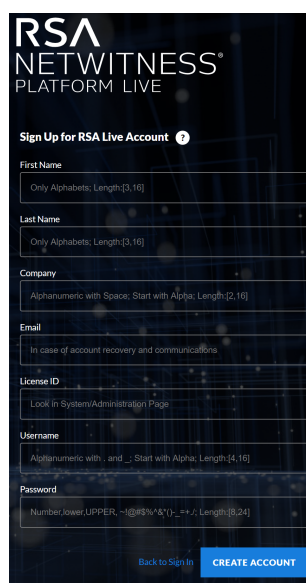 RSA
NETWITNESS®
PLATFORM LIVE
Sign Up for RSA Live Account ?
First Name
Only Alphabets; Length:[3,16]
Last Name
Only Alphabets; Length:[3,16]
Company
Alphanumeric with Space; Start with Alpha; Length:[2,16]
Email
In case of account recovery and communications
License ID
Look in System/Administration Page
Username
Alphanumeric with . and _; Start with Alpha; Length:[4,16]
Password
Number,lower,UPPER, ~!@#$%^&*()-_=+./; Length:[8,24]
Back to Sign In CREATE ACCOUNT